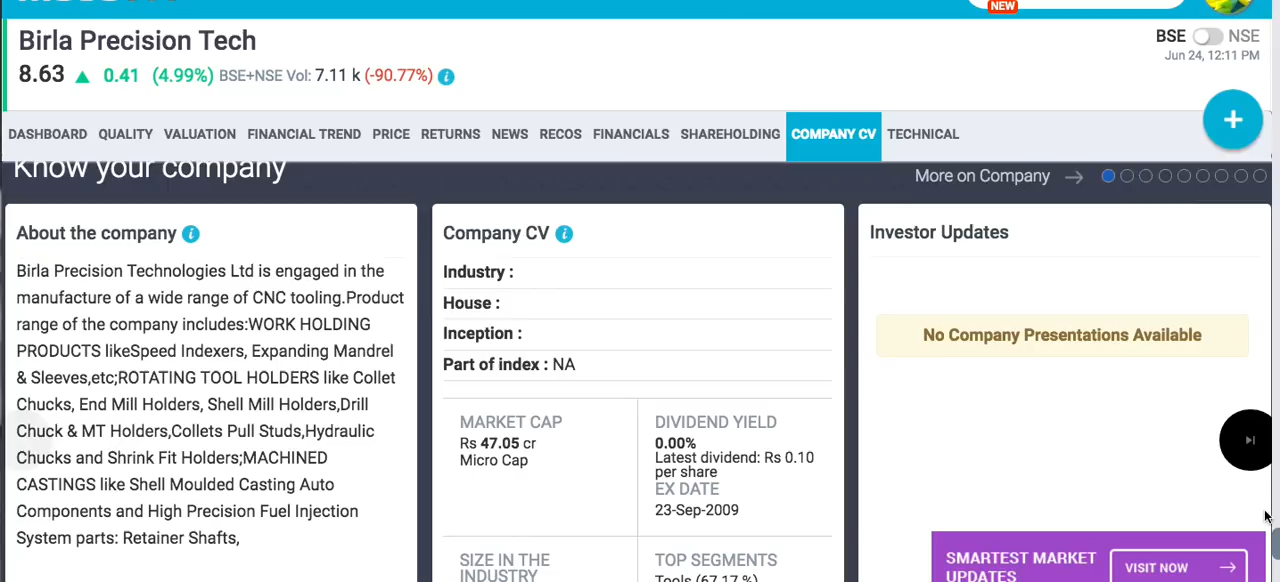 NEW
Birla Precision Tech
BSE NSE
8.63 ▲ 0.41 (4.99%) BSE+NSE Vol: 7.11 k (-90.77%) i
Jun 24, 12:11 PM
+
DASHBOARD QUALITY VALUATION FINANCIAL TREND PRICE RETURNS NEWS RECOS FINANCIALS SHAREHOLDING COMPANY CV TECHNICAL
Know your company
More on Company →
About the company i
Birla Precision Technologies Ltd is engaged in the
manufacture of a wide range of CNC tooling.Product
range of the company includes:WORK HOLDING
PRODUCTS likeSpeed Indexers, Expanding Mandrel
& Sleeves,etc;ROTATING TOOL HOLDERS like Collet
Chucks, End Mill Holders, Shell Mill Holders,Drill
Chuck & MT Holders,Collets Pull Studs,Hydraulic
Chucks and Shrink Fit Holders;MACHINED
CASTINGS like Shell Moulded Casting Auto
Components and High Precision Fuel Injection
System parts: Retainer Shafts,
Company CV i
Industry :
House :
Inception :
Part of index : NA
MARKET CAP
Rs 47.05 cr
Micro Cap
DIVIDEND YIELD
0.00%
Latest dividend: Rs 0.10
per share
EX DATE
23-Sep-2009
SIZE IN THE
INDUSTRY
TOP SEGMENTS
Tools (67.17 %)
Investor Updates
No Company Presentations Available
SMARTEST MARKET
UPDATES
VISIT NOW →